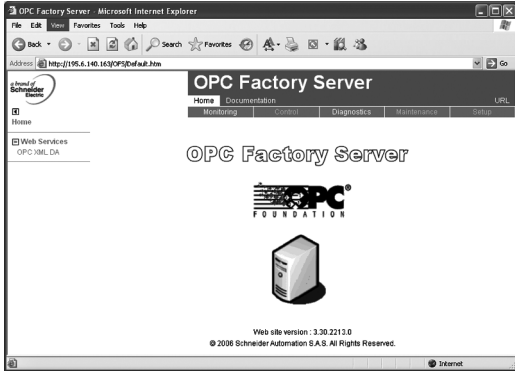 OPC Factory Server - Microsoft Internet Explorer
File Edit View Favorites Tools Help
Back Search Favorites
Address http://195.6.140.163/OFS/Default.htm Go
a brand of
Schneider
Electric
OPC Factory Server
Home Documentation URL
Monitoring Control Diagnostics Maintenance Setup
Home
Web Services
OPC XML DA
OPC Factory Server
OPC®
FOUNDATION
Web site version : 3.30.2213.0
© 2006 Schneider Automation S.A.S. All Rights Reserved.
Internet